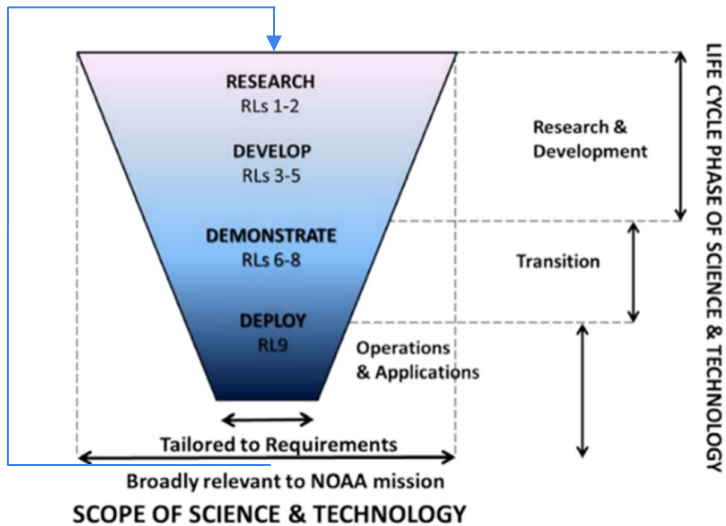 RESEARCH
RLs 1-2
DEVELOP
RLs 3-5
DEMONSTRATE
RLs 6-8
DEPLOY
RL9
Research &
Development
Transition
Operations
& Applications
Tailored to Requirements
Broadly relevant to NOAA mission
SCOPE OF SCIENCE & TECHNOLOGY
LIFE CYCLE PHASE OF SCIENCE & TECHNOLOGY